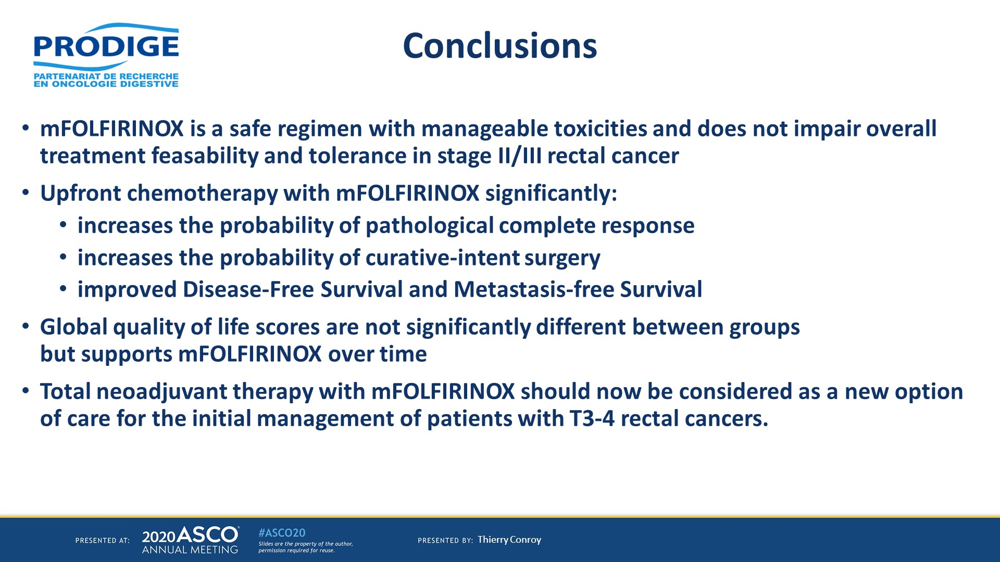 PRODIGE
PARTENARIAT DE RECHERCHE
EN ONCOLOGIE DIGESTIVE
Conclusions
• mFOLFIRINOX is a safe regimen with manageable toxicities and does not impair overall
treatment feasability and tolerance in stage II/III rectal cancer
• Upfront chemotherapy with mFOLFIRINOX significantly:
• increases the probability of pathological complete response
• increases the probability of curative-intent surgery
• improved Disease-Free Survival and Metastasis-free Survival
• Global quality of life scores are not significantly different between groups
but supports mFOLFIRINOX over time
• Total neoadjuvant therapy with mFOLFIRINOX should now be considered as a new option
of care for the initial management of patients with T3-4 rectal cancers.
PRESENTED AT:
2020 ASCO®
ANNUAL MEETING
#ASCO20
Slides are the property of the author,
permission required for reuse.
PRESENTED BY: Thierry Conroy